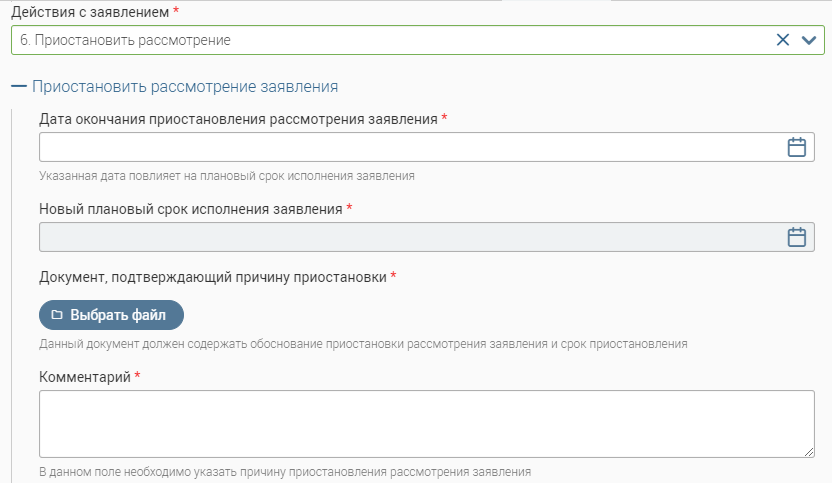 Действия с заявлением *
6. Приостановить рассмотрение
Приостановить рассмотрение заявления
Дата окончания приостановления рассмотрения заявления *
Указанная дата повлияет на плановый срок исполнения заявления
Новый плановый срок исполнения заявления *
Документ, подтверждающий причину приостановки *
Выбрать файл
Данный документ должен содержать обоснование приостановки рассмотрения заявления и срок приостановления
Комментарий *
В данном поле необходимо указать причину приостановления рассмотрения заявления